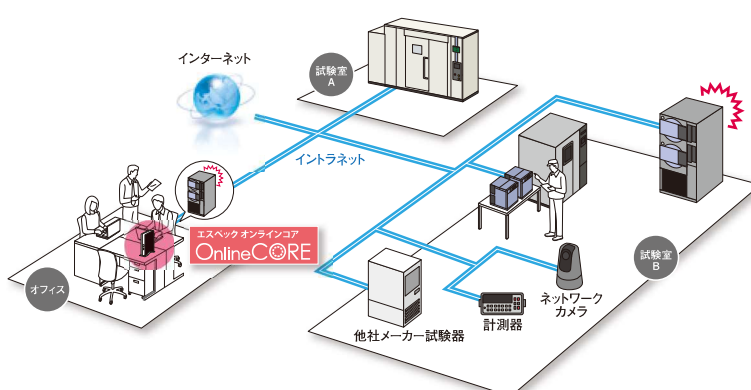 インターネット
試験室
A
イントラネット
エスペック オンラインコア
OnlineCORE
オフィス
試験室
B
ネットワーク
カメラ
計測器
他社メーカー試験器